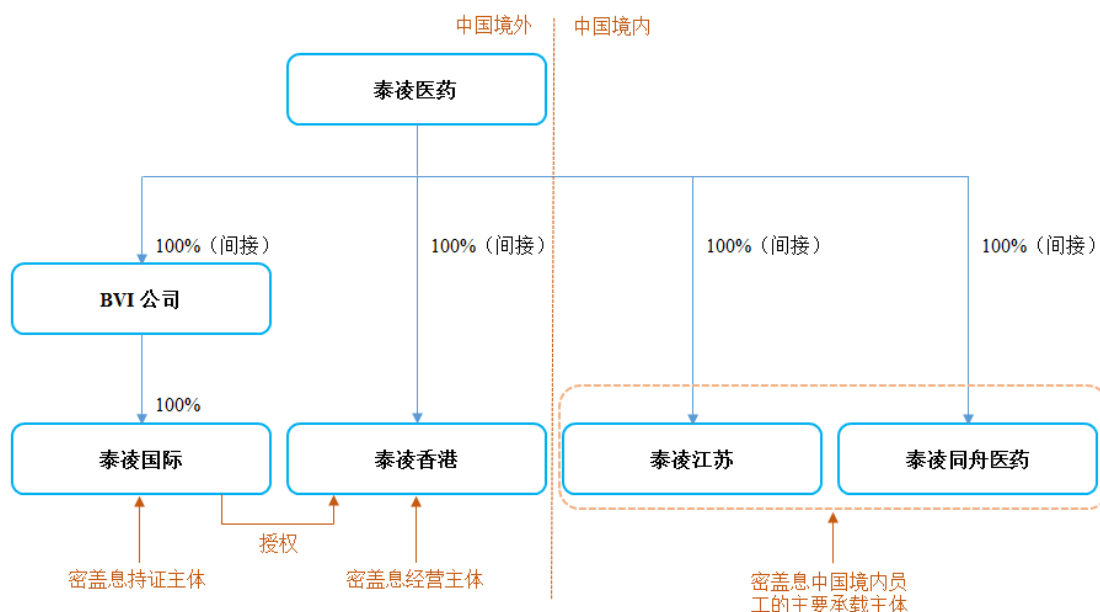 中国境外
中国境内
泰凌医药
100%（间接）
100%（间接）
100%（间接）
100%（间接）
BVI 公司
100%
泰凌国际
泰凌香港
泰凌江苏
泰凌同舟医药
授权
密盖息持证主体
密盖息经营主体
密盖息中国境内员
工的主要承载主体